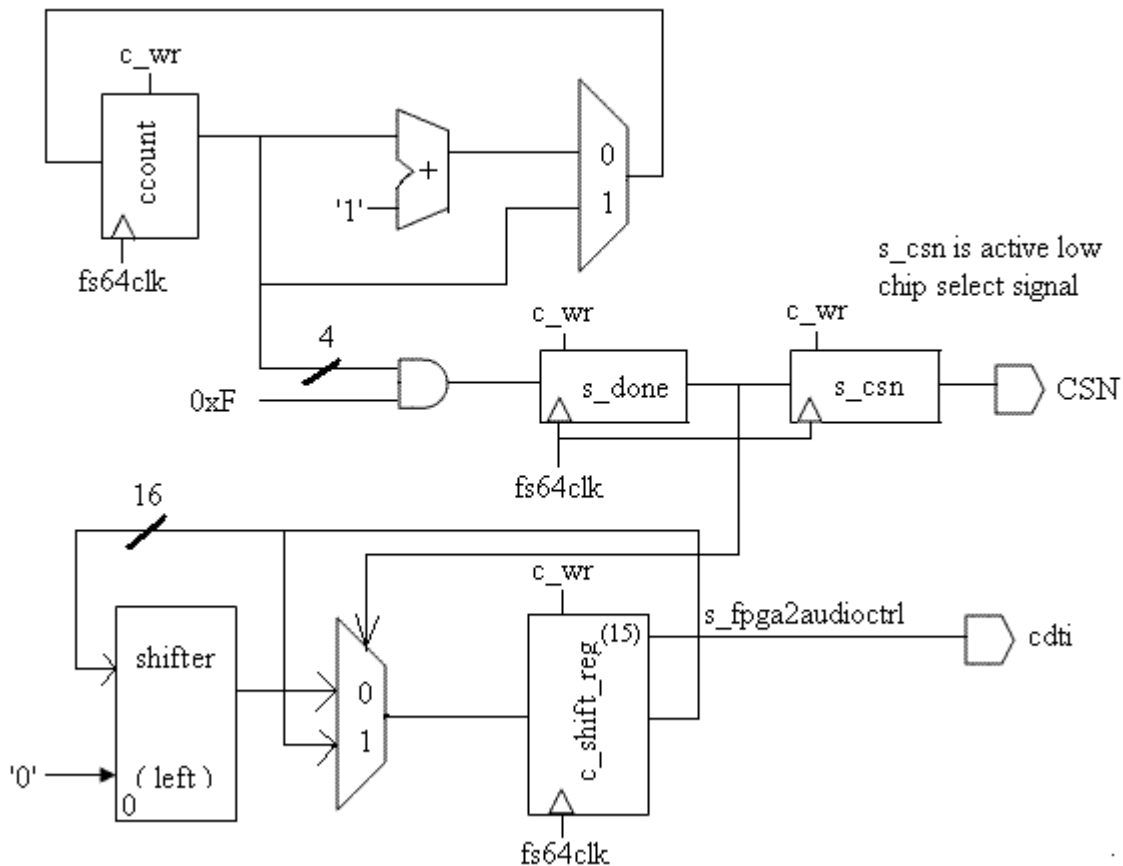 c_wr
ccount
fs64clk
+
'1'
0
1
s_csn is active low
chip select signal
4
0xF
c_wr
s_done
c_wr
s_csn
CSN
fs64clk
16
shifter
'0'
( left )
0
0
1
c_wr
c_shift_reg
(15)
s_fpga2audioctrl
cdti
fs64clk